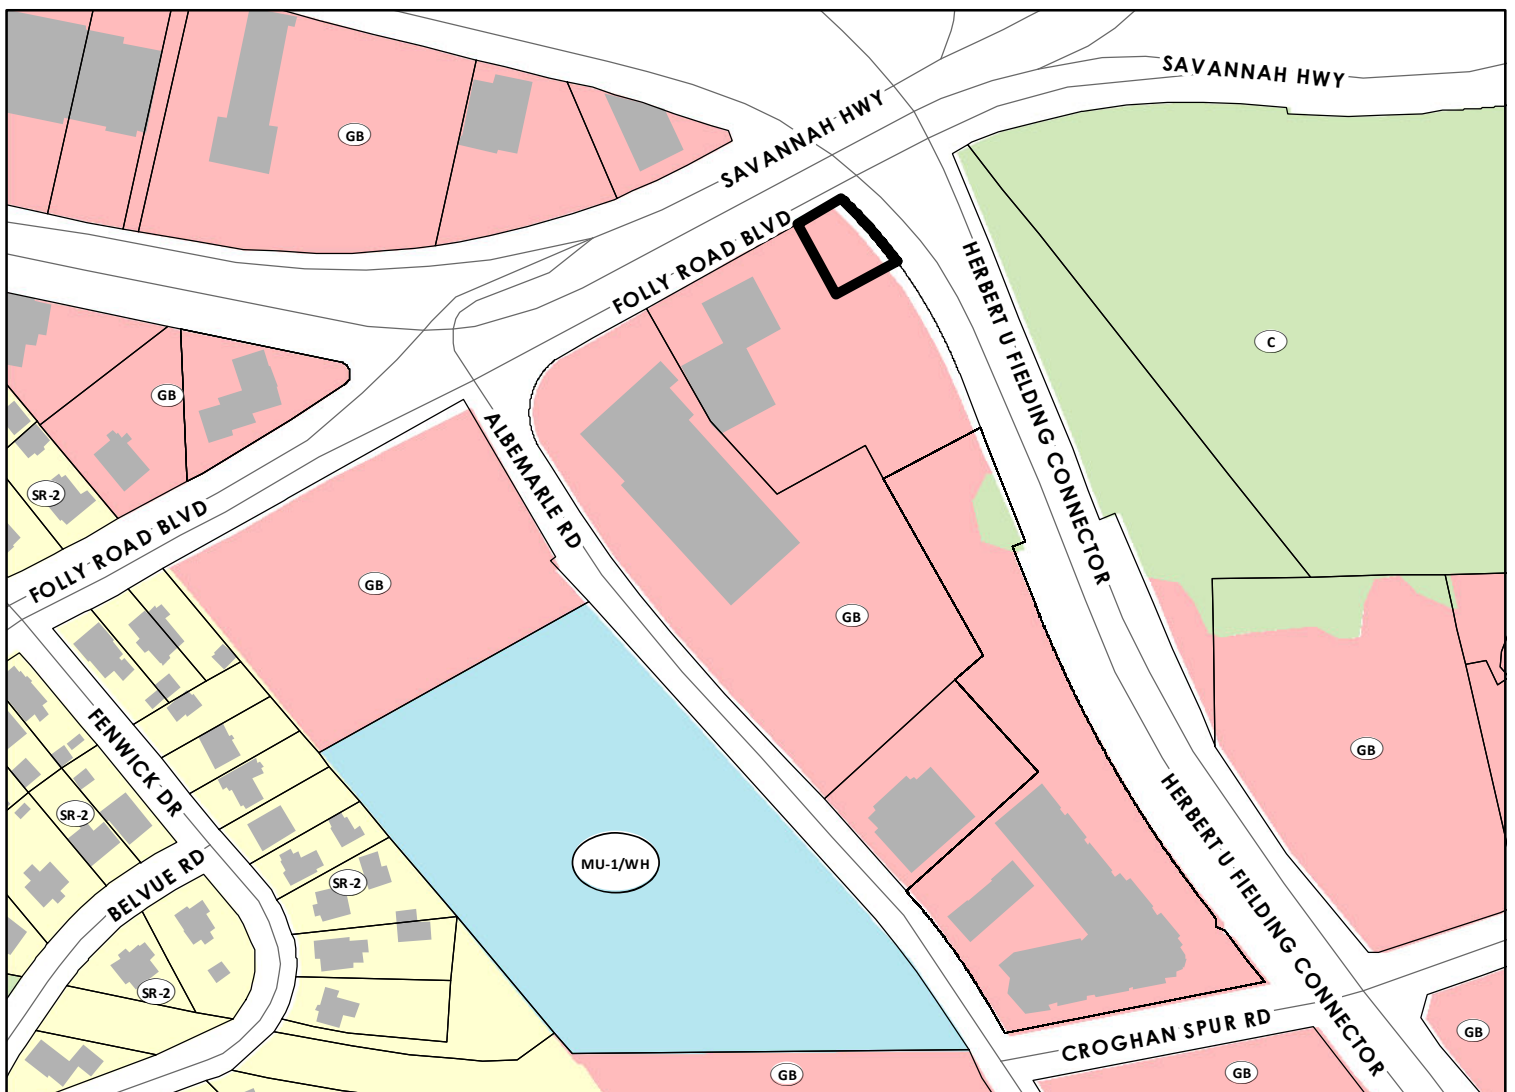 SAVANNAH HWY
SAVANNAH HWY
GB
FOLLY ROAD BLVD
HERBERT U FIELDING CONNECTOR
C
GB
ALBEMARLE RD
SR-2
FOLLY ROAD BLVD
GB
GB
FENWICK DR
GB
SR-2
MU-1/WH
HERBERT U FIELDING CONNECTOR
BELVUE RD
SR-2
SR-2
CROGHAN SPUR RD
GB
GB
GB